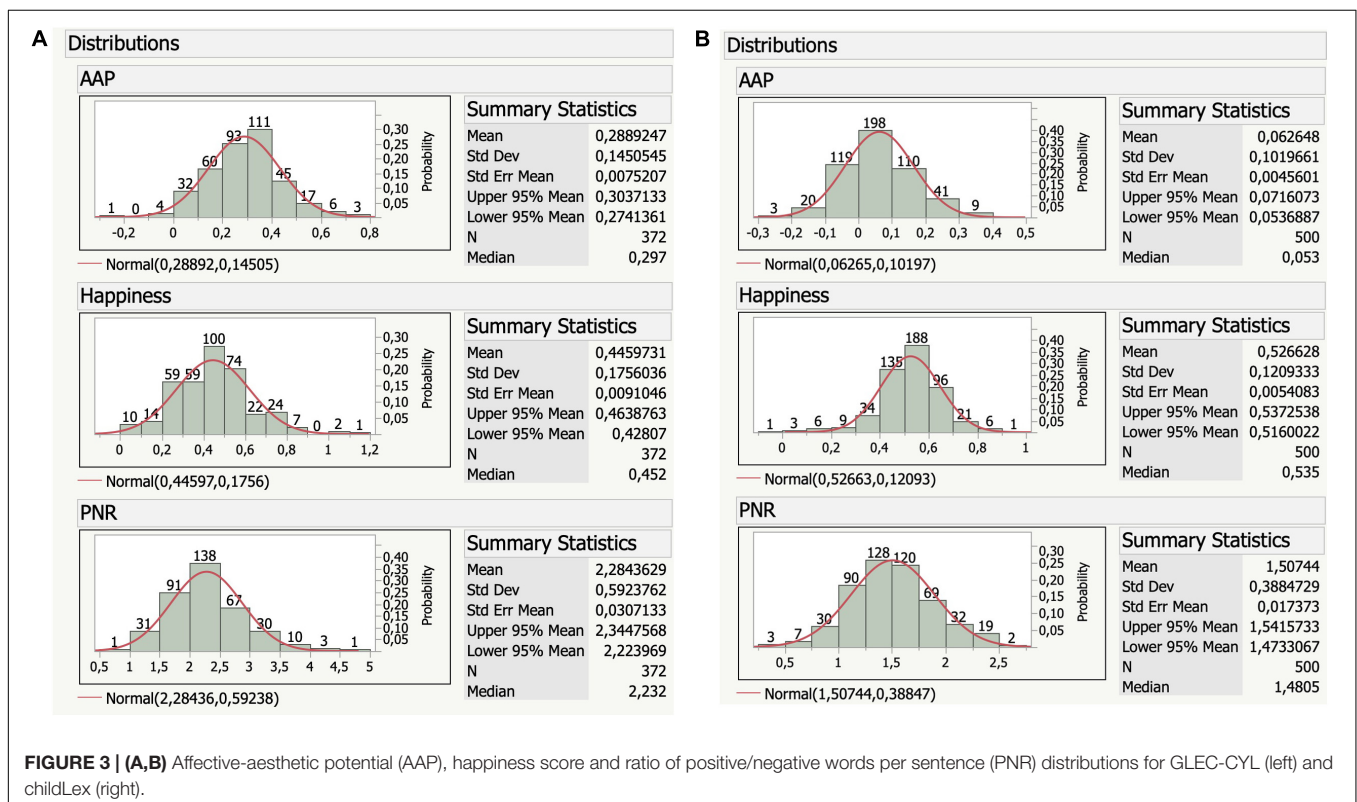 A
Distributions
AAP
1 0 4 32 60 93 111 45 17 6 3
0,30
0,25
0,20
0,15
0,10
0,05
Probability
-0,2 0 0,2 0,4 0,6 0,8
Normal(0,28892,0,14505)
Summary Statistics
Mean 0,2889247
Std Dev 0,1450545
Std Err Mean 0,0075207
Upper 95% Mean 0,3037133
Lower 95% Mean 0,2741361
N 372
Median 0,297
Happiness
10 14 59 59 100 74 22 24 7 0 2 1
0,30
0,25
0,20
0,15
0,10
0,05
Probability
0 0,2 0,4 0,6 0,8 1 1,2
Normal(0,44597,0,1756)
Summary Statistics
Mean 0,4459731
Std Dev 0,1756036
Std Err Mean 0,0091046
Upper 95% Mean 0,4638763
Lower 95% Mean 0,42807
N 372
Median 0,452
PNR
1 31 91 138 67 30 10 3 1
0,40
0,35
0,30
0,25
0,20
0,15
0,10
0,05
Probability
0,5 1 1,5 2 2,5 3 3,5 4 4,5 5
Normal(2,28436,0,59238)
Summary Statistics
Mean 2,2843629
Std Dev 0,5923762
Std Err Mean 0,0307133
Upper 95% Mean 2,3447568
Lower 95% Mean 2,223969
N 372
Median 2,232
B
Distributions
AAP
3 20 119 198 110 41 9
0,40
0,35
0,30
0,25
0,20
0,15
0,10
0,05
Probability
-0,3 -0,2 -0,1 0 0,1 0,2 0,3 0,4 0,5
Normal(0,06265,0,10197)
Summary Statistics
Mean 0,062648
Std Dev 0,1019661
Std Err Mean 0,0045601
Upper 95% Mean 0,0716073
Lower 95% Mean 0,0536887
N 500
Median 0,053
Happiness
1 3 6 9 34 135 188 96 21 6 1
0,40
0,35
0,30
0,25
0,20
0,15
0,10
0,05
Probability
0 0,2 0,4 0,6 0,8 1
Normal(0,52663,0,12093)
Summary Statistics
Mean 0,526628
Std Dev 0,1209333
Std Err Mean 0,0054083
Upper 95% Mean 0,5372538
Lower 95% Mean 0,5160022
N 500
Median 0,535
PNR
3 7 30 90 128 120 69 32 19 2
0,30
0,25
0,20
0,15
0,10
0,05
Probability
0,5 1 1,5 2 2,5
Normal(1,50744,0,38847)
Summary Statistics
Mean 1,50744
Std Dev 0,3884729
Std Err Mean 0,017373
Upper 95% Mean 1,5415733
Lower 95% Mean 1,4733067
N 500
Median 1,4805
FIGURE 3 | (A,B) Affective-aesthetic potential (AAP), happiness score and ratio of positive/negative words per sentence (PNR) distributions for GLEC-CYL (left) and
childLex (right).